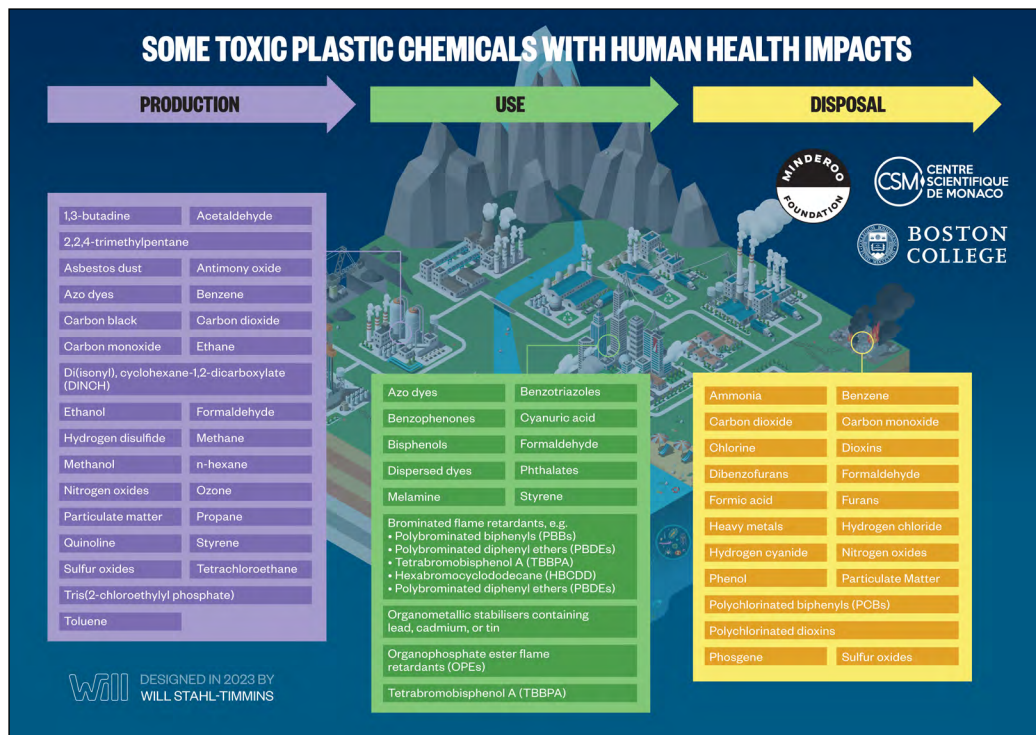 SOME TOXIC PLASTIC CHEMICALS WITH HUMAN HEALTH IMPACTS
PRODUCTION
USE
DISPOSAL
MINDEROO
FOUNDATION
CSM
CENTRE
SCIENTIFIQUE
DE MONACO
BOSTON
COLLEGE
1,3-butadine
Acetaldehyde
2,2,4-trimethylpentane
Asbestos dust
Antimony oxide
Azo dyes
Benzene
Carbon black
Carbon dioxide
Carbon monoxide
Ethane
Di(isonyl), cyclohexane-1,2-dicarboxylate
(DINCH)
Ethanol
Formaldehyde
Hydrogen disulfide
Methane
Methanol
n-hexane
Nitrogen oxides
Ozone
Particulate matter
Propane
Quinoline
Styrene
Sulfur oxides
Tetrachloroethane
Tris(2-chloroethylyl phosphate)
Toluene
Azo dyes
Benzotriazoles
Benzophenones
Cyanuric acid
Bisphenols
Formaldehyde
Dispersed dyes
Phthalates
Melamine
Styrene
Brominated flame retardants, e.g.
• Polybrominated biphenyls (PBBs)
• Polybrominated diphenyl ethers (PBDEs)
• Tetrabromobisphenol A (TBBPA)
• Hexabromocyclododecane (HBCDD)
• Polybrominated diphenyl ethers (PBDEs)
Organometallic stabilisers containing
lead, cadmium, or tin
Organophosphate ester flame
retardants (OPEs)
Tetrabromobisphenol A (TBBPA)
Ammonia
Benzene
Carbon dioxide
Carbon monoxide
Chlorine
Dioxins
Dibenzofurans
Formaldehyde
Formic acid
Furans
Heavy metals
Hydrogen chloride
Hydrogen cyanide
Nitrogen oxides
Phenol
Particulate Matter
Polychlorinated biphenyls (PCBs)
Polychlorinated dioxins
Phosgene
Sulfur oxides
Will
DESIGNED IN 2023 BY
WILL STAHL-TIMMINS